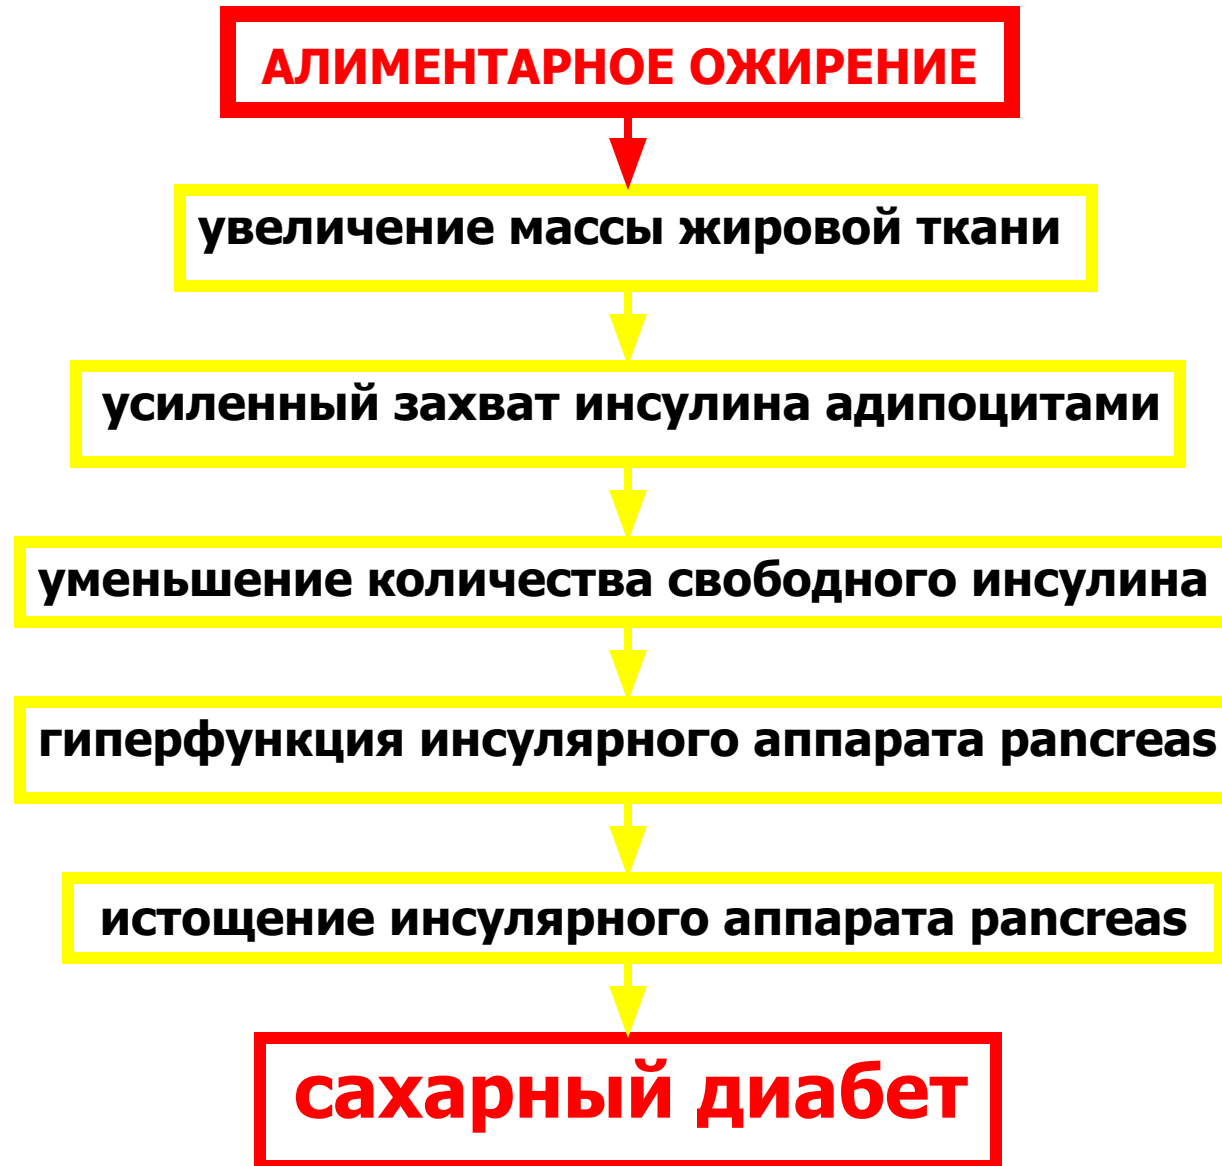 АЛИМЕНТАРНОЕ ОЖИРЕНИЕ
увеличение массы жировой ткани
усиленный захват инсулина адипоцитами
уменьшение количества свободного инсулина
гиперфункция инсулярного аппарата pancreas
истощение инсулярного аппарата pancreas
сахарный диабет